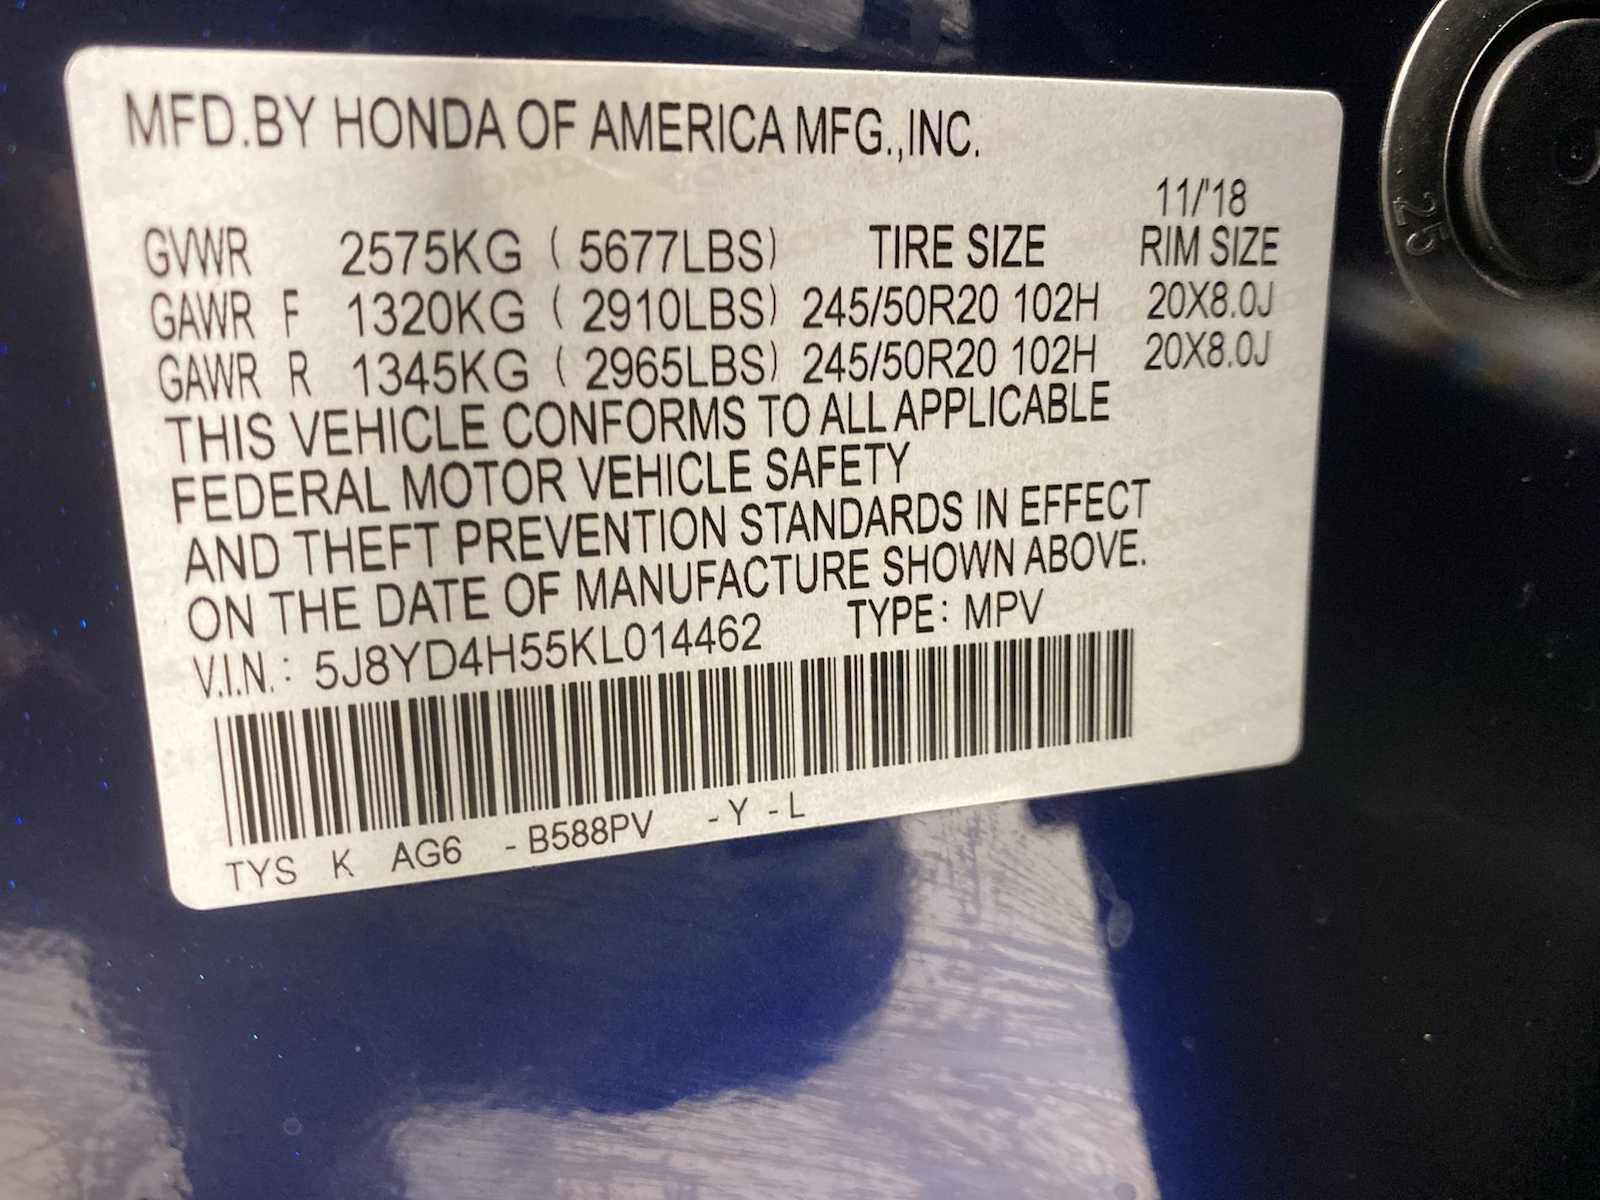 MFD.BY HONDA OF AMERICA MFG.,INC.
11/'18
GVWR 2575KG ( 5677LBS) TIRE SIZE RIM SIZE
GAWR F 1320KG ( 2910LBS) 245/50R20 102H 20X8.0J
GAWR R 1345KG ( 2965LBS) 245/50R20 102H 20X8.0J
THIS VEHICLE CONFORMS TO ALL APPLICABLE
FEDERAL MOTOR VEHICLE SAFETY
AND THEFT PREVENTION STANDARDS IN EFFECT
ON THE DATE OF MANUFACTURE SHOWN ABOVE.
V.I.N.: 5J8YD4H55KL014462 TYPE: MPV
TYS K AG6 -B588PV -Y -L
25